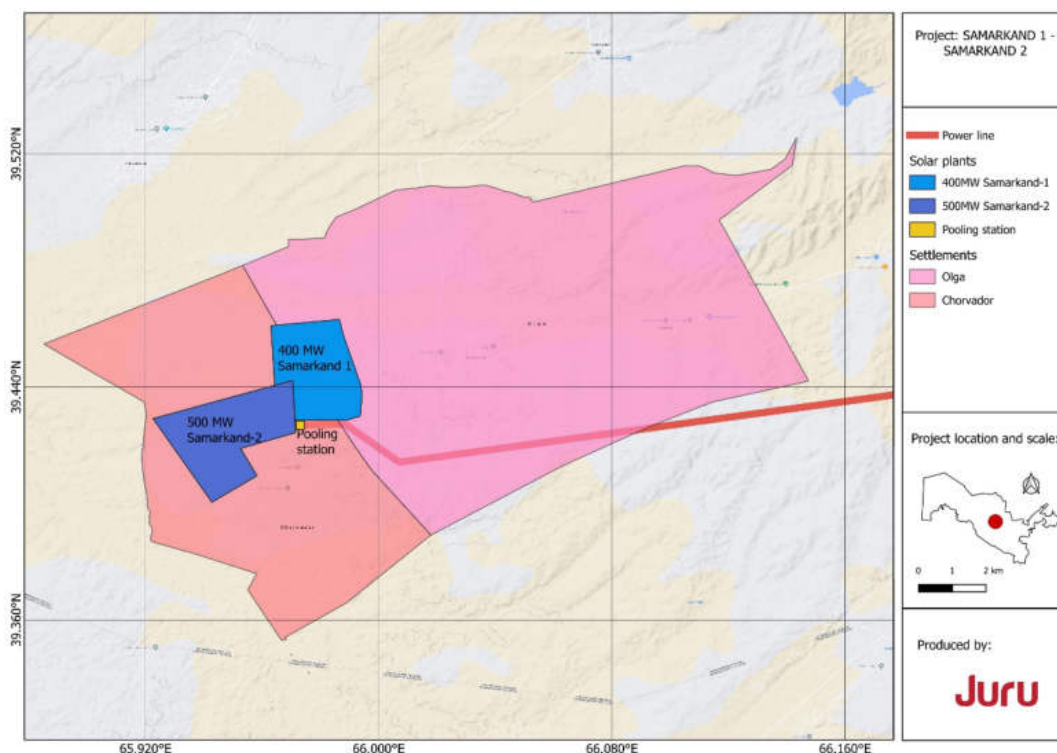 Project: SAMARKAND 1 -
SAMARKAND 2
Power line
Solar plants
400MW Samarkand-1
500MW Samarkand-2
Pooling station
Settlements
Olga
Chorvador
Project location and scale:
0 1 2 km
Produced by:
Juru
39.520°N
39.440°N
39.360°N
65.920°E
66.000°E
66.080°E
66.160°E
400 MW
Samarkand 1
500 MW
Samarkand-2
Pooling
station